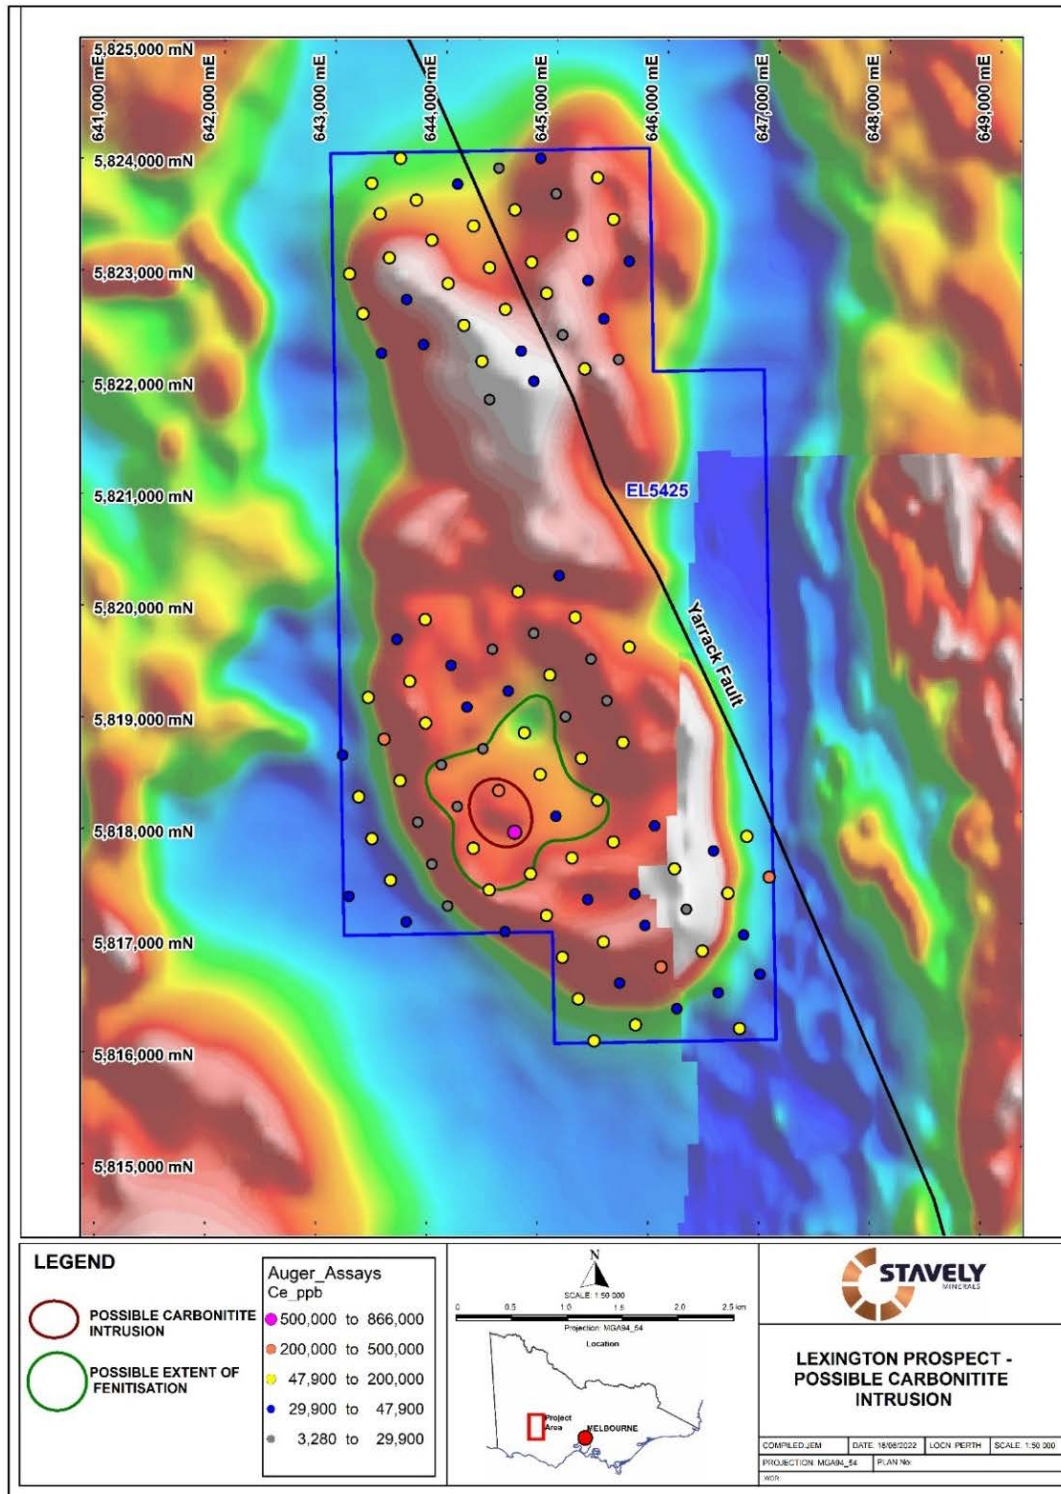 5,825,000 mN
641,000 mE
642,000 mE
643,000 mE
644,000 mE
645,000 mE
646,000 mE
647,000 mE
648,000 mE
649,000 mE
5,824,000 mN
5,823,000 mN
5,822,000 mN
5,821,000 mN
EL5425
5,820,000 mN
Yarrack Fault
5,819,000 mN
5,818,000 mN
5,817,000 mN
5,816,000 mN
5,815,000 mN
LEGEND
POSSIBLE CARBONITITE
INTRUSION
POSSIBLE EXTENT OF
FENITISATION
Auger_Assays
Ce_ppb
500,000 to 866,000
200,000 to 500,000
47,900 to 200,000
29,900 to 47,900
3,280 to 29,900
N
SCALE: 1:50 000
0 0.5 1.0 1.5 2.0 2.5 km
Projection: MGA94_54
Location
Project
Area
MELBOURNE
STAVELY
MINERALS
LEXINGTON PROSPECT -
POSSIBLE CARBONITITE
INTRUSION
COMPILED:JEM DATE: 18/08/2022 LOCN: PERTH SCALE: 1:50 000
PROJECTION: MGA94_54 PLAN No: